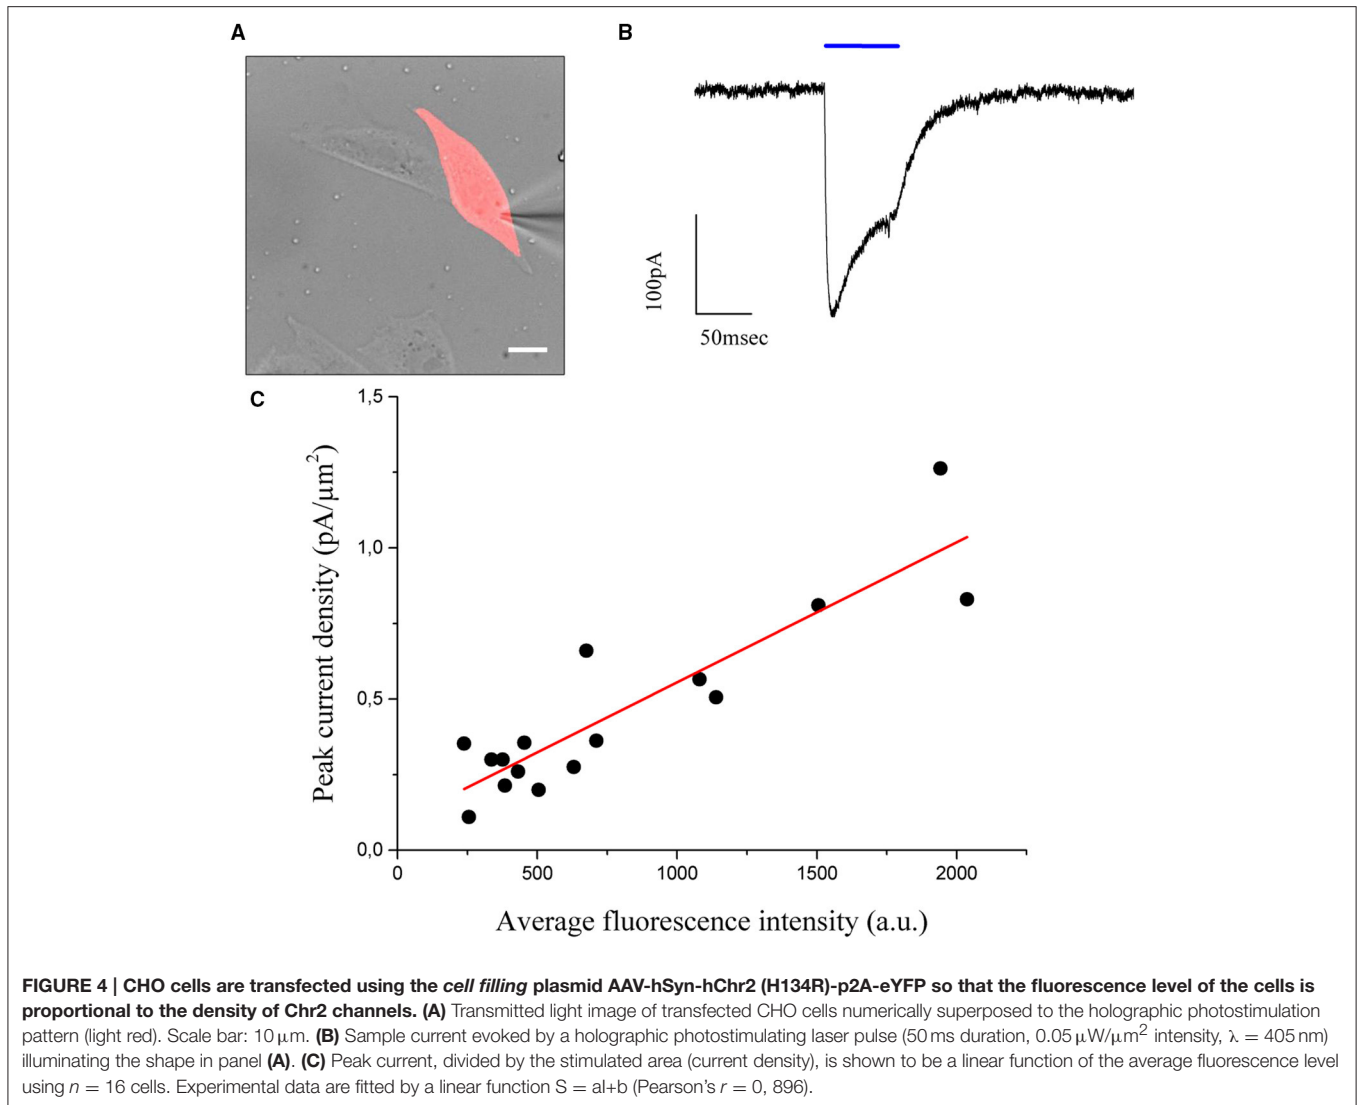 A
B
100pA
50msec
C
1,5
1,0
0,5
0,0
Peak current density (pA/μm²)
0
500
1000
1500
2000
Average fluorescence intensity (a.u.)
FIGURE 4 | CHO cells are transfected using the cell filling plasmid AAV-hSyn-hChr2 (H134R)-p2A-eYFP so that the fluorescence level of the cells is
proportional to the density of Chr2 channels. (A) Transmitted light image of transfected CHO cells numerically superposed to the holographic photostimulation
pattern (light red). Scale bar: 10 μm. (B) Sample current evoked by a holographic photostimulating laser pulse (50 ms duration, 0.05 μW/μm² intensity, λ = 405 nm)
illuminating the shape in panel (A). (C) Peak current, divided by the stimulated area (current density), is shown to be a linear function of the average fluorescence level
using n = 16 cells. Experimental data are fitted by a linear function S = aI+b (Pearson's r = 0, 896).